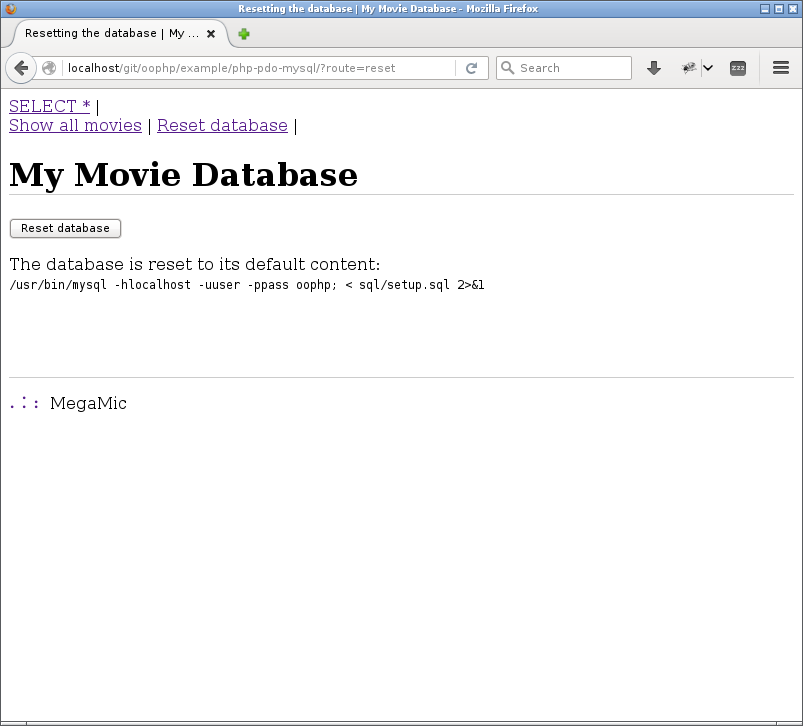 Resetting the database | My Movie Database - Mozilla Firefox
Resetting the database | My ...
localhost/git/oophp/example/php-pdo-mysql/?route=reset
Search
SELECT * |
Show all movies | Reset database |
My Movie Database
Reset database
The database is reset to its default content:
/usr/bin/mysql -hlocalhost -uuser -ppass oophp; < sql/setup.sql 2>&1
.:: MegaMic